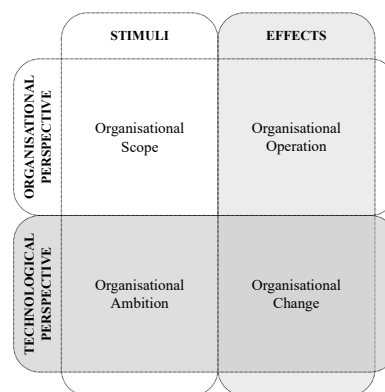 STIMULI EFFECTS
ORGANISATIONAL
PERSPECTIVE
Organisational
Scope
Organisational
Operation
TECHNOLOGICAL
PERSPECTIVE
Organisational
Ambition
Organisational
Change